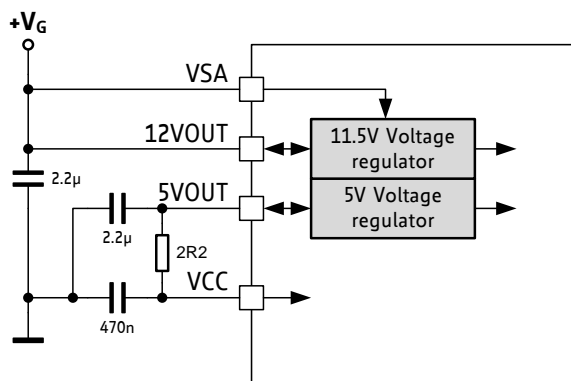 +VG
VSA
12VOUT
11.5V Voltage
regulator
2.2µ
5VOUT
5V Voltage
regulator
2.2µ
2R2
VCC
470n